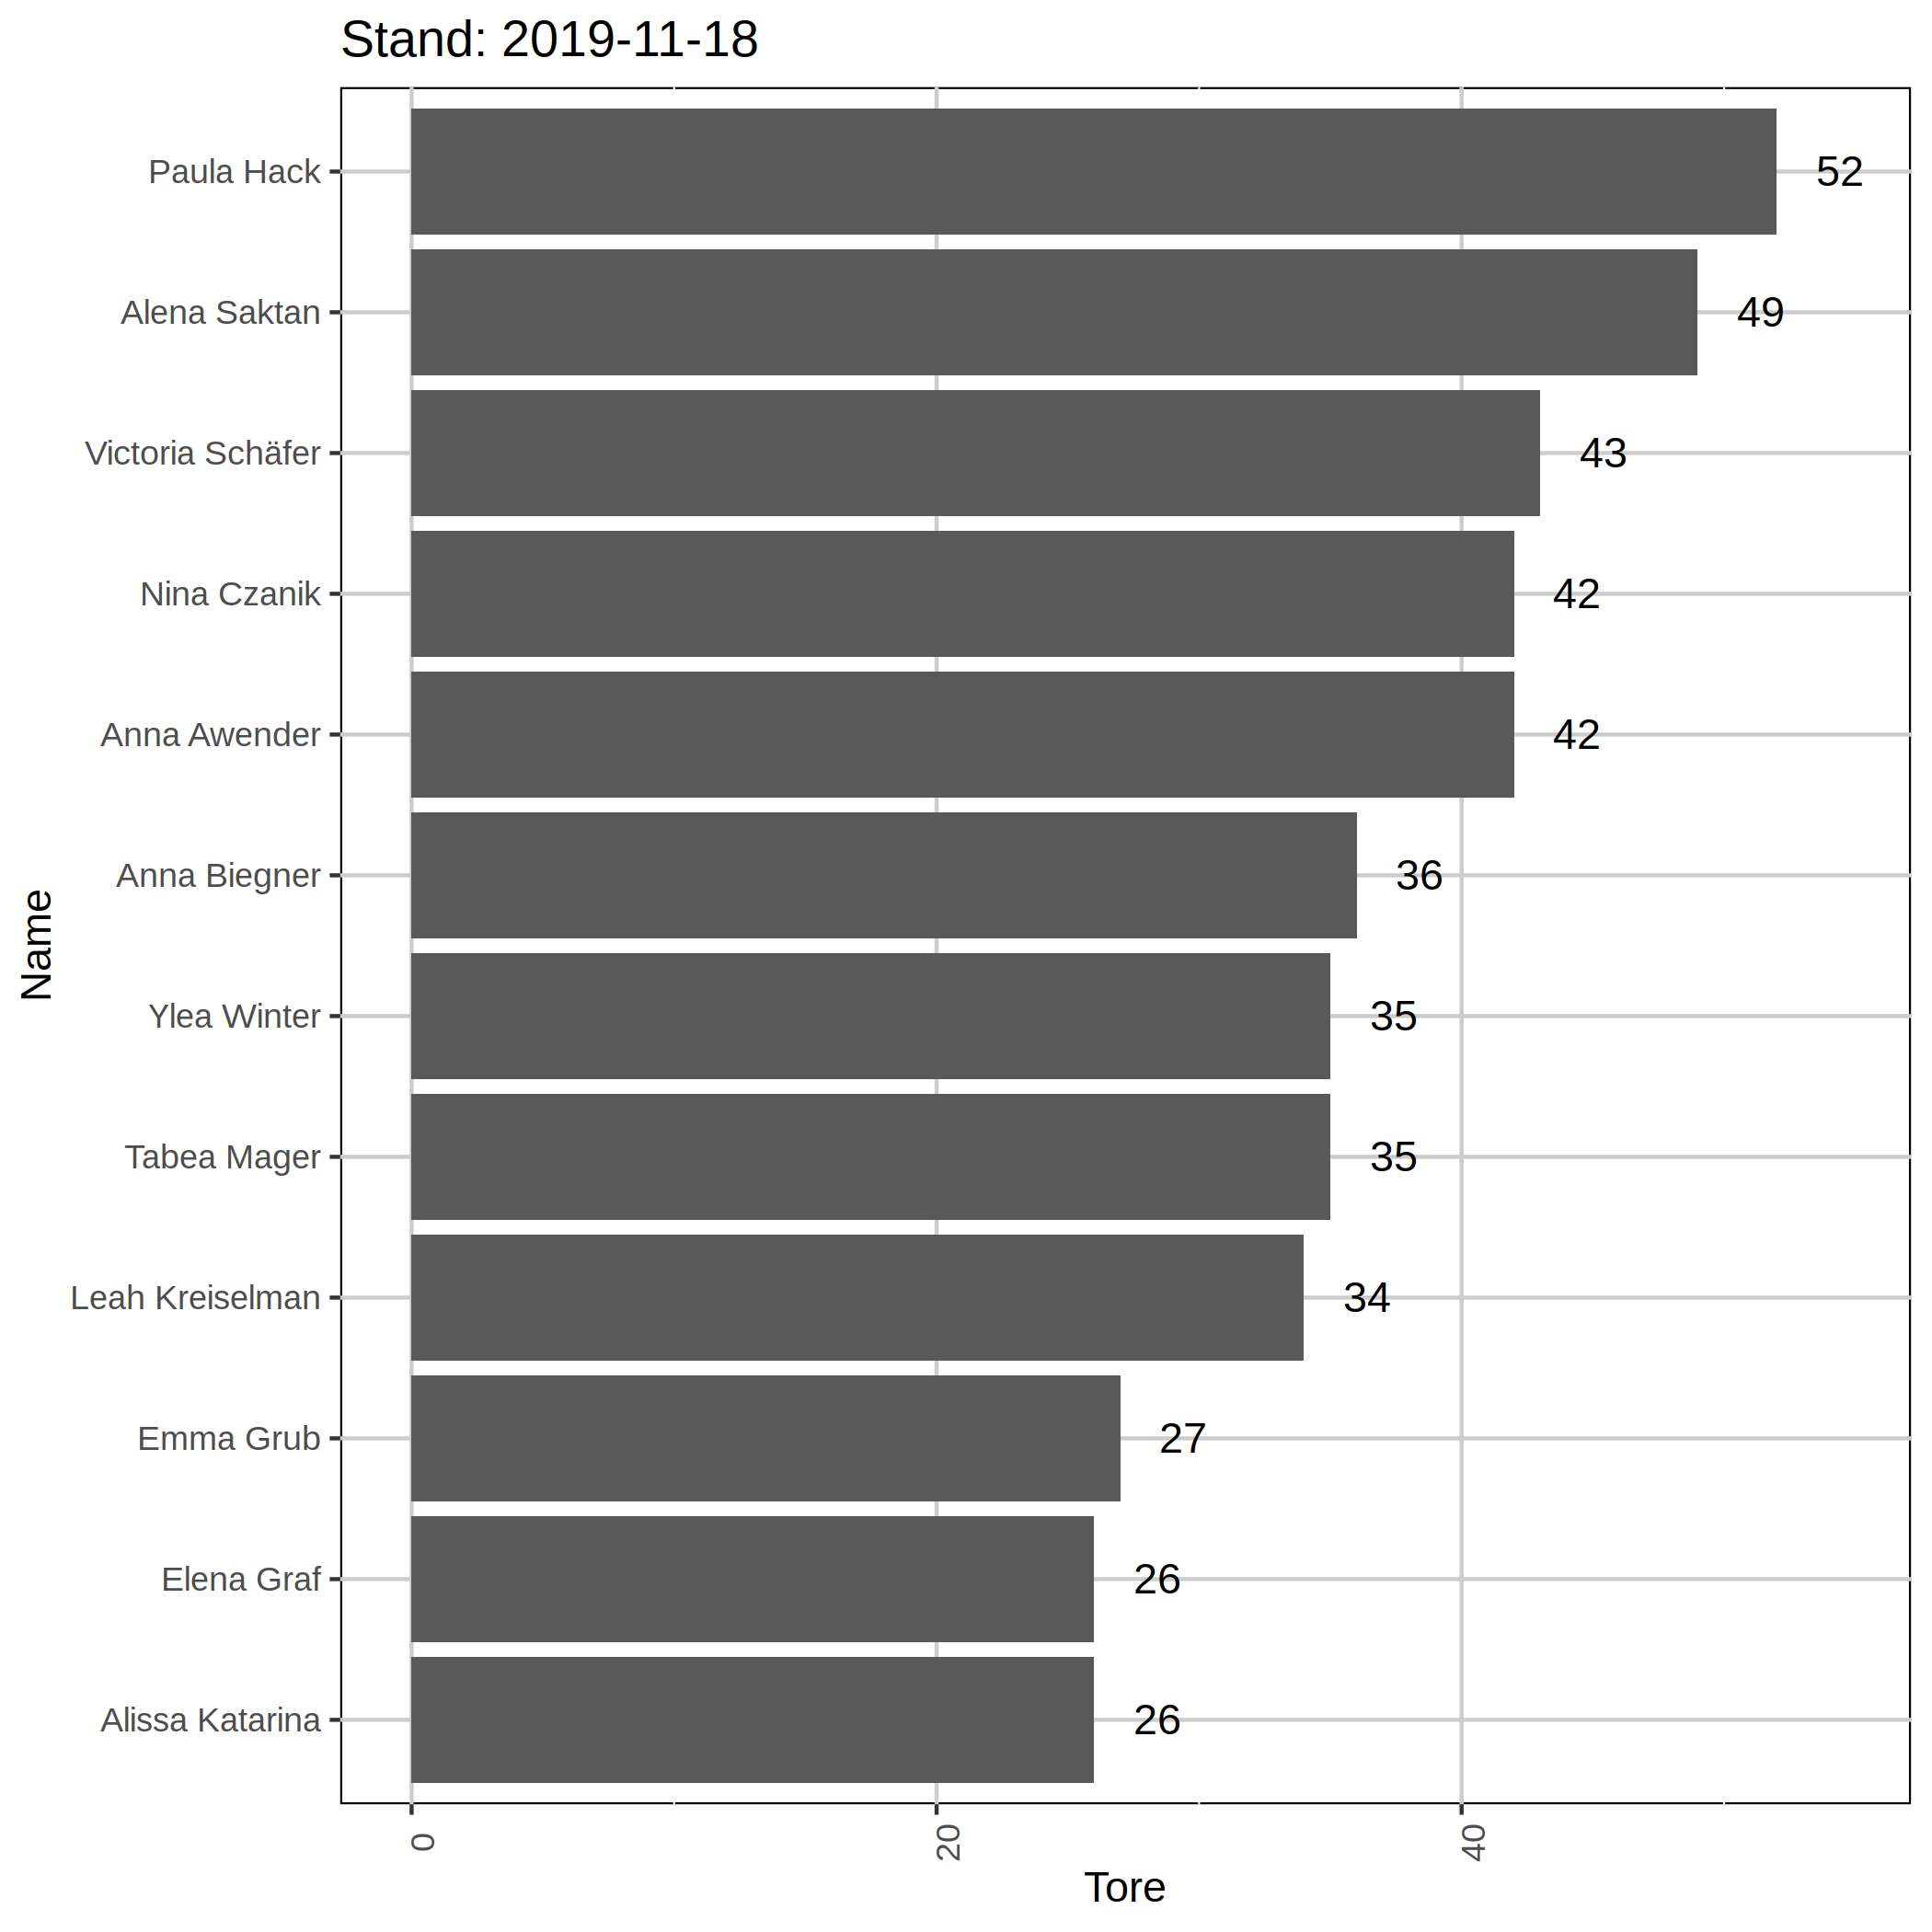 Stand: 2019-11-18
Name
Paula Hack 52
Alena Saktan 49
Victoria Schäfer 43
Nina Czanik 42
Anna Awender 42
Anna Biegner 36
Ylea Winter 35
Tabea Mager 35
Leah Kreiselman 34
Emma Grub 27
Elena Graf 26
Alissa Katarina 26
0 20 40
Tore